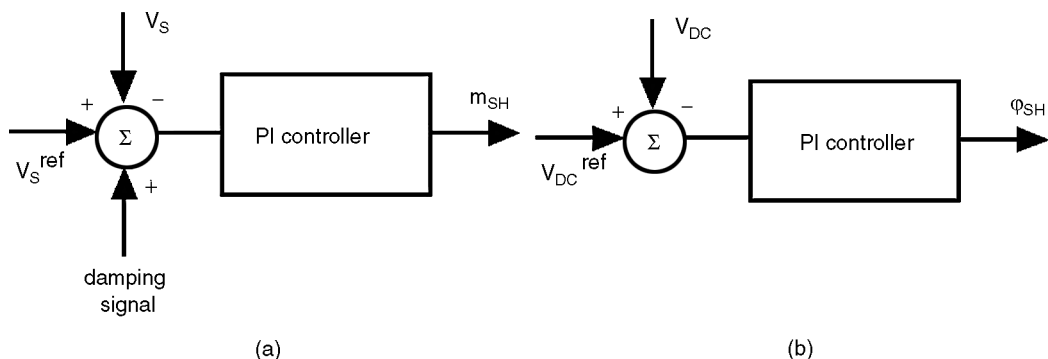 V_S
+
−
Σ
V_S^ref
+
damping
signal
PI controller
m_SH
(a)
V_DC
+
−
Σ
V_DC^ref
PI controller
φ_SH
(b)